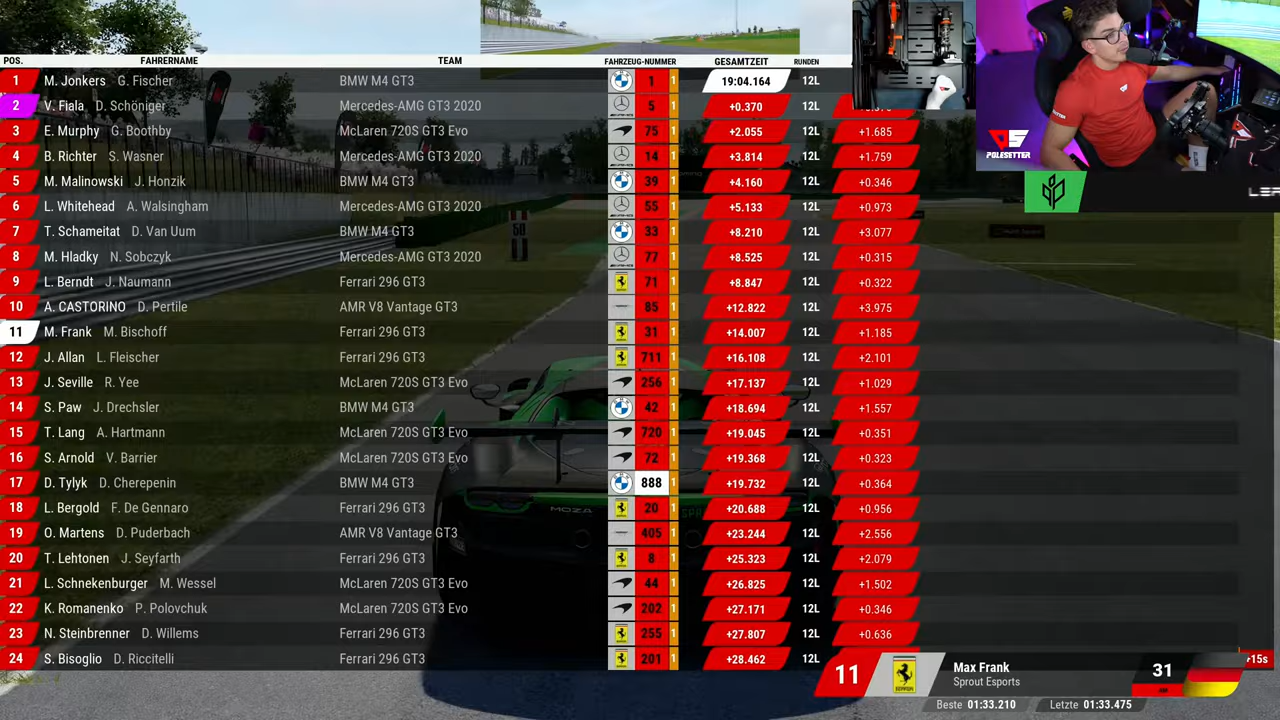 POS. FAHRERNAME TEAM FAHRZEUG-NUMMER GESAMTZEIT RUNDEN
1 M. Jonkers G. Fischer BMW M4 GT3 1 1 19:04.164 12L
2 V. Fiala D. Schöniger Mercedes-AMG GT3 2020 5 1 +0.370 12L
3 E. Murphy G. Boothby McLaren 720S GT3 Evo 75 1 +2.055 12L +1.685
4 B. Richter S. Wasner Mercedes-AMG GT3 2020 14 1 +3.814 12L +1.759
5 M. Malinowski J. Honzik BMW M4 GT3 39 1 +4.160 12L +0.346
6 L. Whitehead A. Walsingham Mercedes-AMG GT3 2020 55 1 +5.133 12L +0.973
7 T. Schameitat D. Van Uum BMW M4 GT3 33 1 +8.210 12L +3.077
8 M. Hladky N. Sobczyk Mercedes-AMG GT3 2020 77 1 +8.525 12L +0.315
9 L. Berndt J. Naumann Ferrari 296 GT3 71 1 +8.847 12L +0.322
10 A. CASTORINO D. Pertile AMR V8 Vantage GT3 85 1 +12.822 12L +3.975
11 M. Frank M. Bischoff Ferrari 296 GT3 31 1 +14.007 12L +1.185
12 J. Allan L. Fleischer Ferrari 296 GT3 711 1 +16.108 12L +2.101
13 J. Seville R. Yee McLaren 720S GT3 Evo 256 1 +17.137 12L +1.029
14 S. Paw J. Drechsler BMW M4 GT3 42 1 +18.694 12L +1.557
15 T. Lang A. Hartmann McLaren 720S GT3 Evo 720 1 +19.045 12L +0.351
16 S. Arnold V. Barrier McLaren 720S GT3 Evo 72 1 +19.368 12L +0.323
17 D. Tylyk D. Cherepenin BMW M4 GT3 888 1 +19.732 12L +0.364
18 L. Bergold F. De Gennaro Ferrari 296 GT3 20 1 +20.688 12L +0.956
19 O. Martens D. Puderbach AMR V8 Vantage GT3 405 1 +23.244 12L +2.556
20 T. Lehtonen J. Seyfarth Ferrari 296 GT3 8 1 +25.323 12L +2.079
21 L. Schnekenburger M. Wessel McLaren 720S GT3 Evo 44 1 +26.825 12L +1.502
22 K. Romanenko P. Polovchuk McLaren 720S GT3 Evo 202 1 +27.171 12L +0.346
23 N. Steinbrenner D. Willems Ferrari 296 GT3 255 1 +27.807 12L +0.636
24 S. Bisoglio D. Riccitelli Ferrari 296 GT3 201 1 +28.462 12L
POLESETTER
50
MOZA
11 Max Frank 31 +15s
Sprout Esports
Beste 01:33.210 Letzte 01:33.475